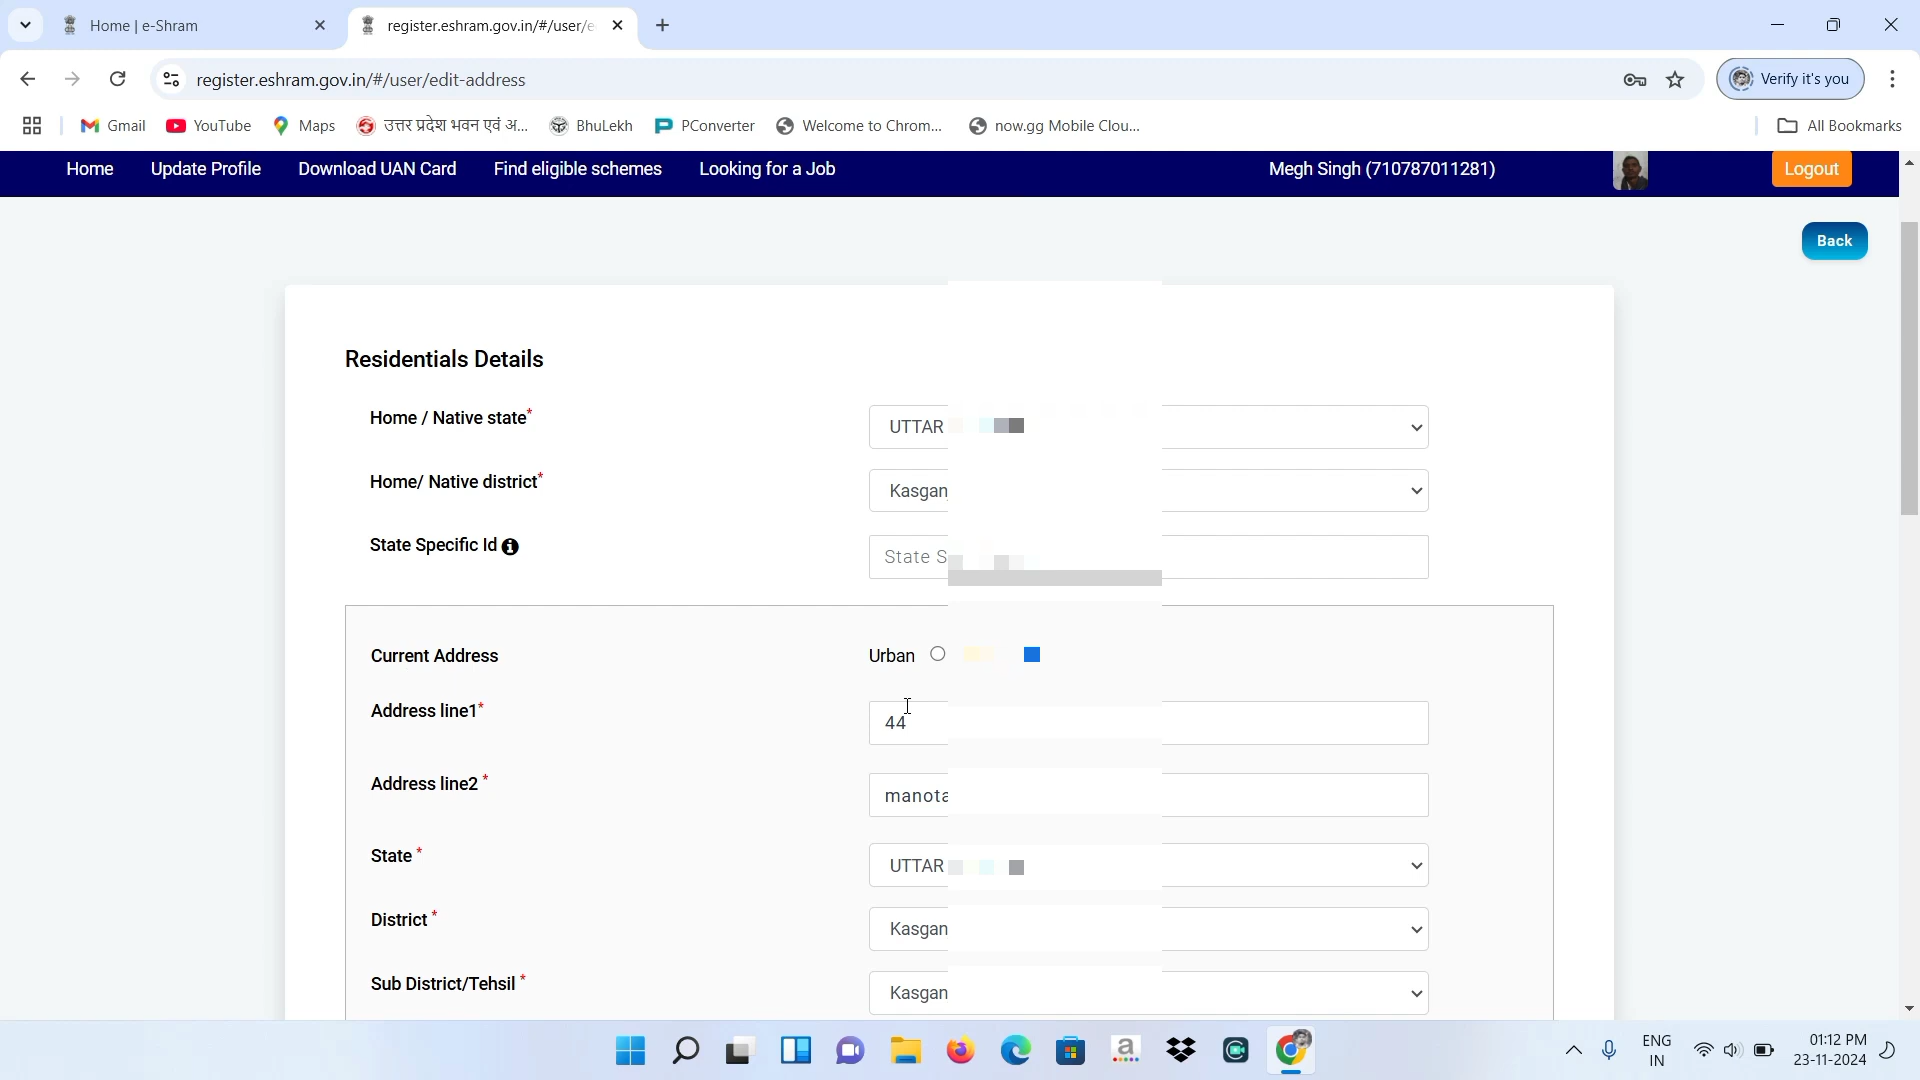 Home | e-Shram
register.eshram.gov.in/#/user/e
register.eshram.gov.in/#/user/edit-address
Verify it's you
Gmail
YouTube
Maps
उत्तर प्रदेश भवन एवं अ...
BhuLekh
PConverter
Welcome to Chrom...
now.gg Mobile Clou...
All Bookmarks
Home
Update Profile
Download UAN Card
Find eligible schemes
Looking for a Job
Megh Singh (710787011281)
Logout
Back
Residentials Details
Home / Native state*
UTTAR
Home/ Native district*
Kasgan
State Specific Id
State S
Current Address
Urban
Address line1*
44
Address line2 *
manota
State *
UTTAR
District *
Kasgan
Sub District/Tehsil *
Kasgan
ENG
IN
01:12 PM
23-11-2024